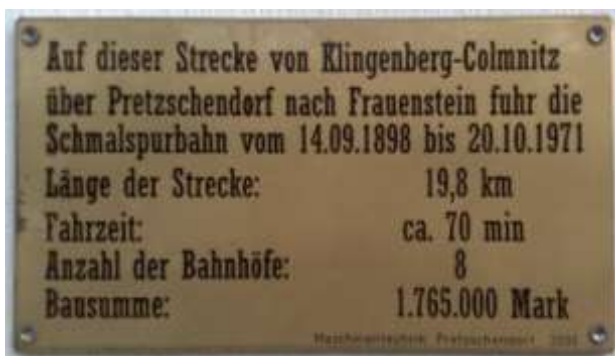 Auf dieser Strecke von Klingenberg-Colmnitz
über Pretzschendorf nach Frauenstein fuhr die
Schmalspurbahn vom 14.09.1898 bis 20.10.1971
Länge der Strecke: 19,8 km
Fahrzeit: ca. 70 min
Anzahl der Bahnhöfe: 8
Bausumme: 1.765.000 Mark
Maschinentechnik Pretzschendorf